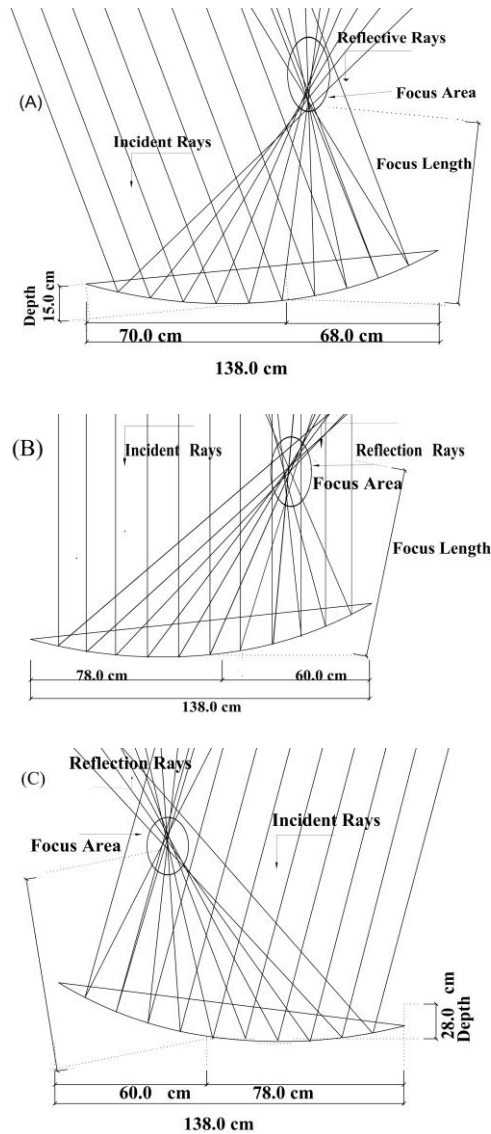 Reflective Rays
(A)
Focus Area
Incident Rays
Focus Length
Depth
15.0 cm
70.0 cm
68.0 cm
138.0 cm
(B)
Incident Rays
Reflection Rays
Focus Area
Focus Length
78.0 cm
60.0 cm
138.0 cm
(C)
Reflection Rays
Incident Rays
Focus Area
28.0 cm
Depth
60.0 cm
78.0 cm
138.0 cm